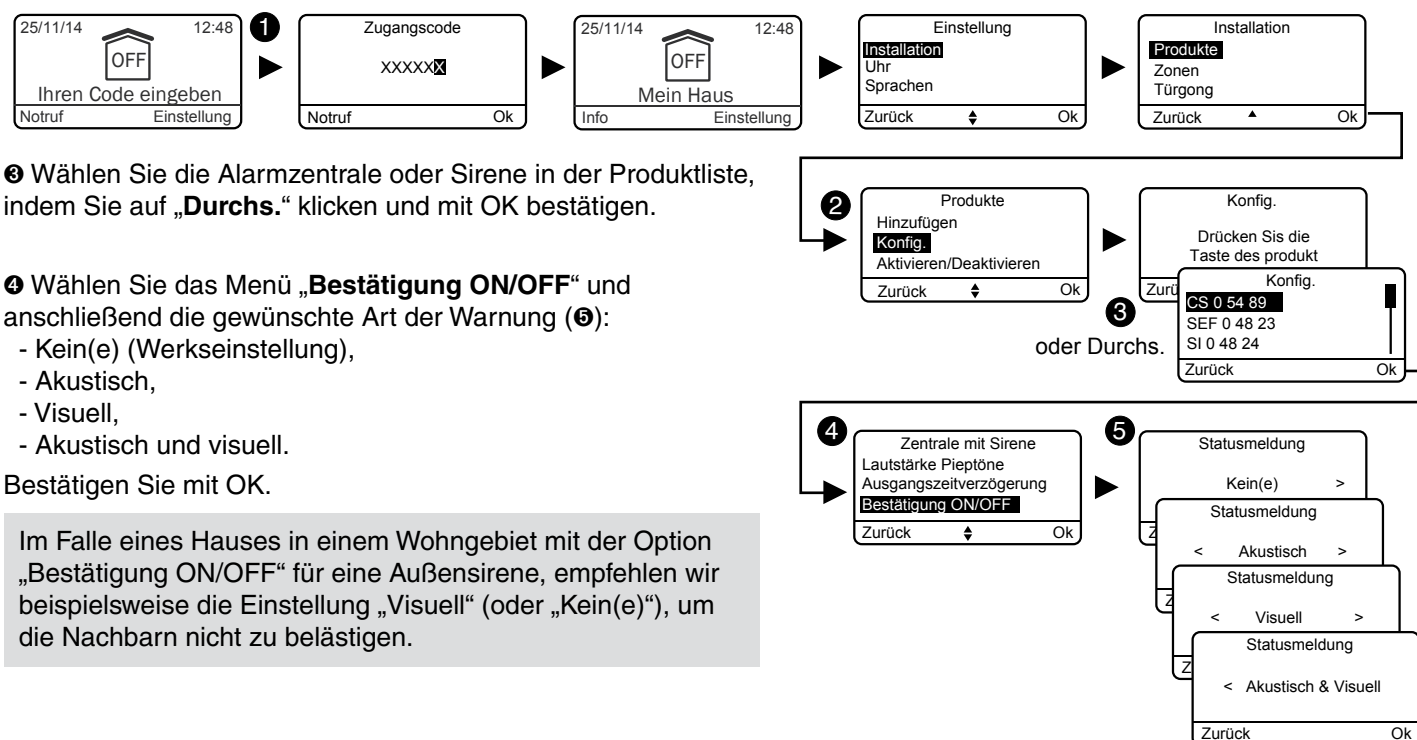 25/11/14 12:48
OFF
Ihren Code eingeben
Notruf Einstellung
❶
Zugangscode
XXXXXX
Notruf Ok
25/11/14 12:48
OFF
Mein Haus
Info Einstellung
Einstellung
Installation
Uhr
Sprachen
Zurück Ok
Installation
Produkte
Zonen
Türgong
Zurück Ok
❸ Wählen Sie die Alarmzentrale oder Sirene in der Produktliste,
indem Sie auf „Durchs.“ klicken und mit OK bestätigen.
❹ Wählen Sie das Menü „Bestätigung ON/OFF“ und
anschließend die gewünschte Art der Warnung (❺):
- Kein(e) (Werkseinstellung),
- Akustisch,
- Visuell,
- Akustisch und visuell.
Bestätigen Sie mit OK.
Im Falle eines Hauses in einem Wohngebiet mit der Option
„Bestätigung ON/OFF“ für eine Außensirene, empfehlen wir
beispielsweise die Einstellung „Visuell“ (oder „Kein(e)“), um
die Nachbarn nicht zu belästigen.
❷
Produkte
Hinzufügen
Konfig.
Aktivieren/Deaktivieren
Zurück Ok
Konfig.
Drücken Sis die
Taste des produkt
Zurü
❸
oder Durchs.
Konfig.
CS 0 54 89
SEF 0 48 23
SI 0 48 24
Zurück Ok
❹
Zentrale mit Sirene
Lautstärke Pieptöne
Ausgangszeitverzögerung
Bestätigung ON/OFF
Zurück Ok
❺
Statusmeldung
Kein(e) >
Z
Statusmeldung
< Akustisch >
Z
Statusmeldung
< Visuell >
Z
Statusmeldung
< Akustisch & Visuell
Zurück Ok